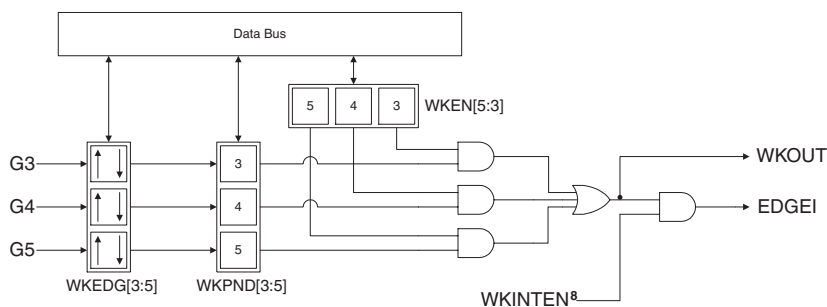 Data Bus
5 4 3 WKEN[5:3]
G3 3 WKOUT
G4 4 EDGEI
G5 5
WKEDG[3:5] WKPND[3:5]
WKINTEN⁸